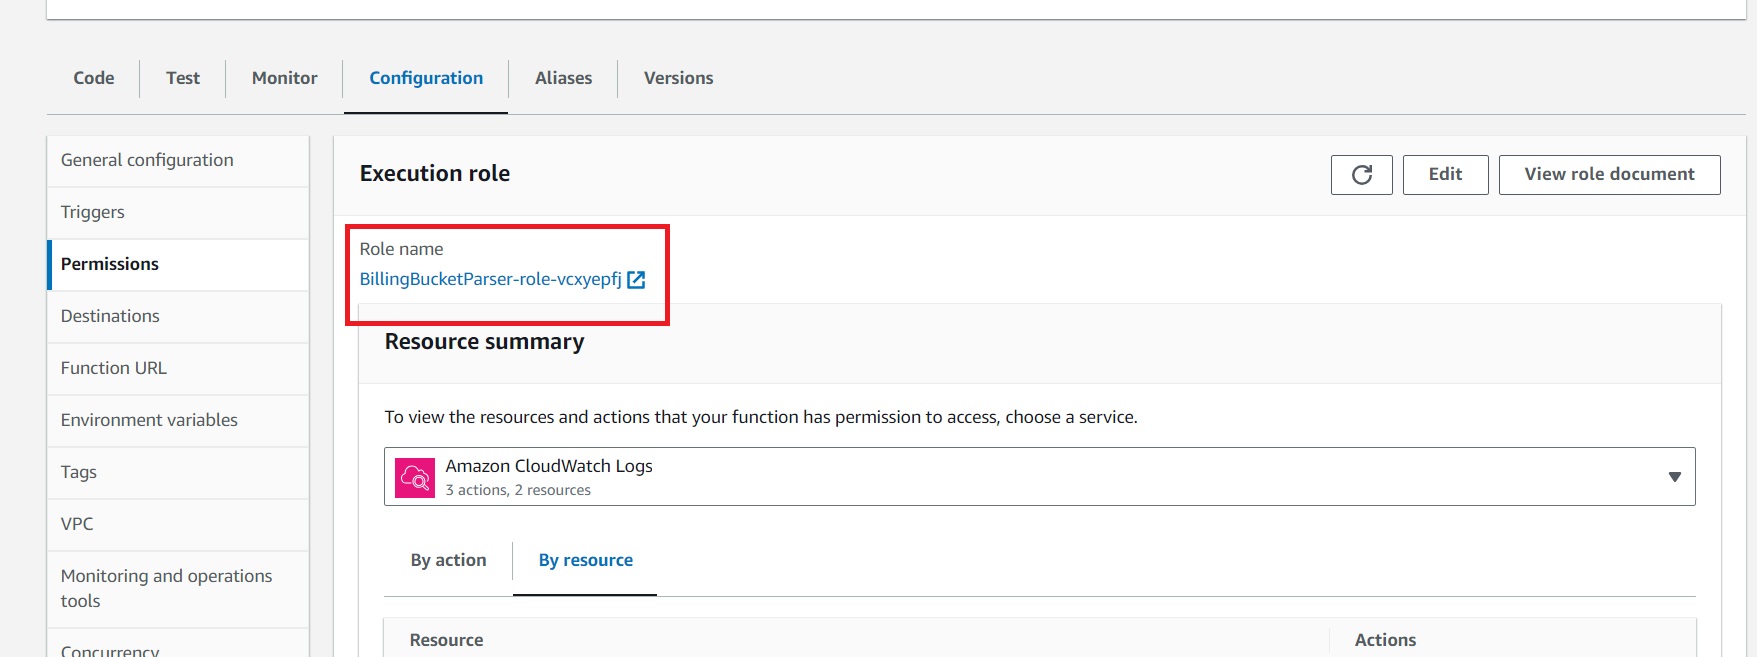 Code
Test
Monitor
Configuration
Aliases
Versions
General configuration
Triggers
Permissions
Destinations
Function URL
Environment variables
Tags
VPC
Monitoring and operations
tools
Concurrency
Execution role
Edit
View role document
Role name
BillingBucketParser-role-vcxyepfj
Resource summary
To view the resources and actions that your function has permission to access, choose a service.
Amazon CloudWatch Logs
3 actions, 2 resources
By action
By resource
Resource
Actions